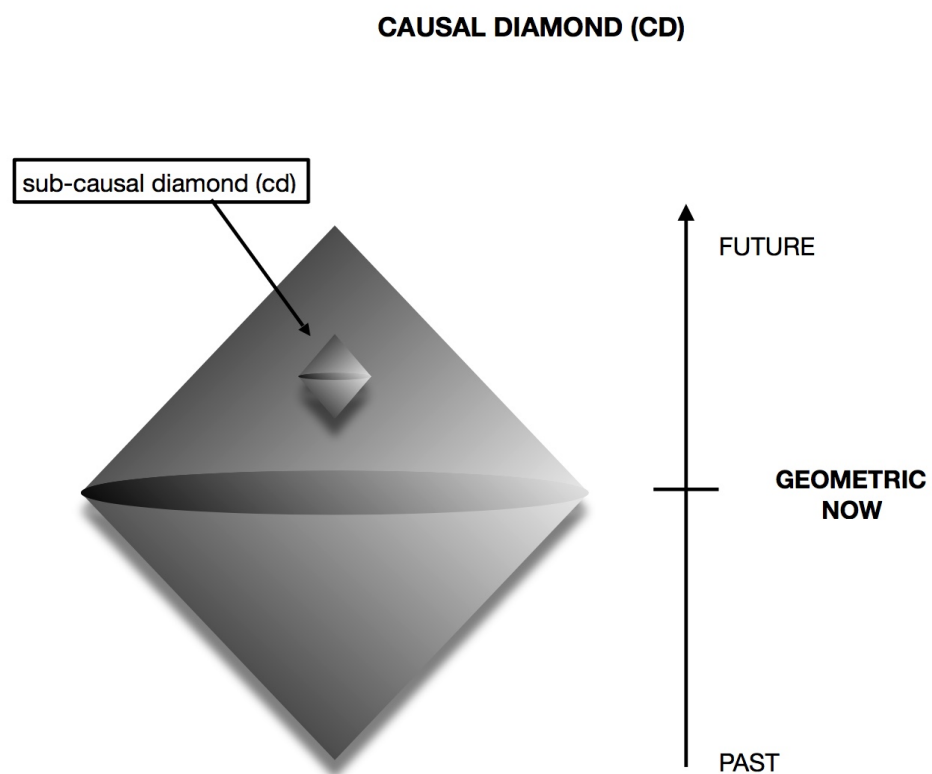 CAUSAL DIAMOND (CD)
sub-causal diamond (cd)
FUTURE
GEOMETRIC
NOW
PAST